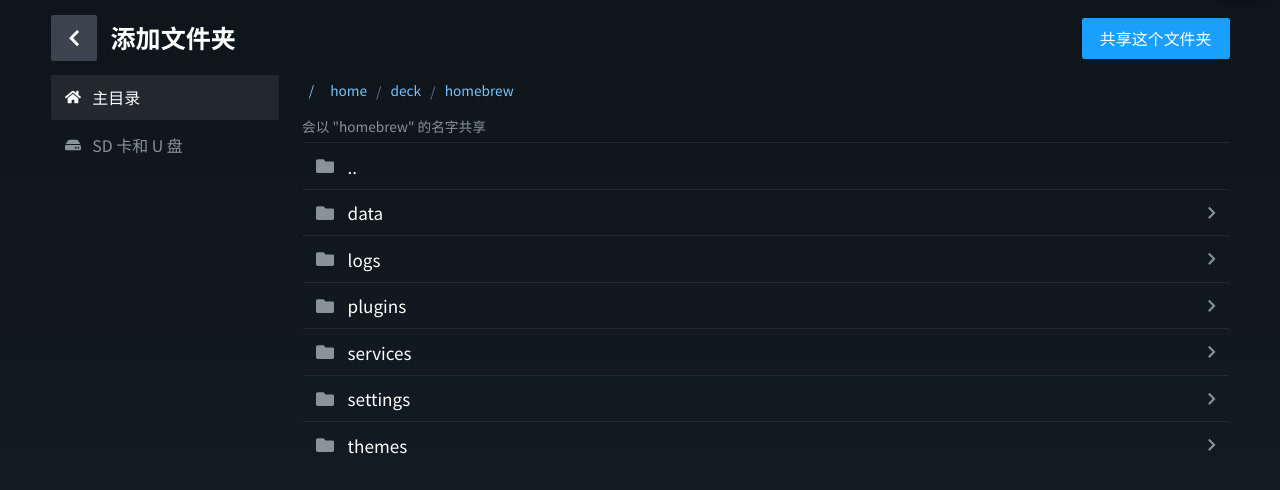 添加文件夹
共享这个文件夹
主目录
SD 卡和 U 盘
/ home / deck / homebrew
会以 "homebrew" 的名字共享
..
data
logs
plugins
services
settings
themes